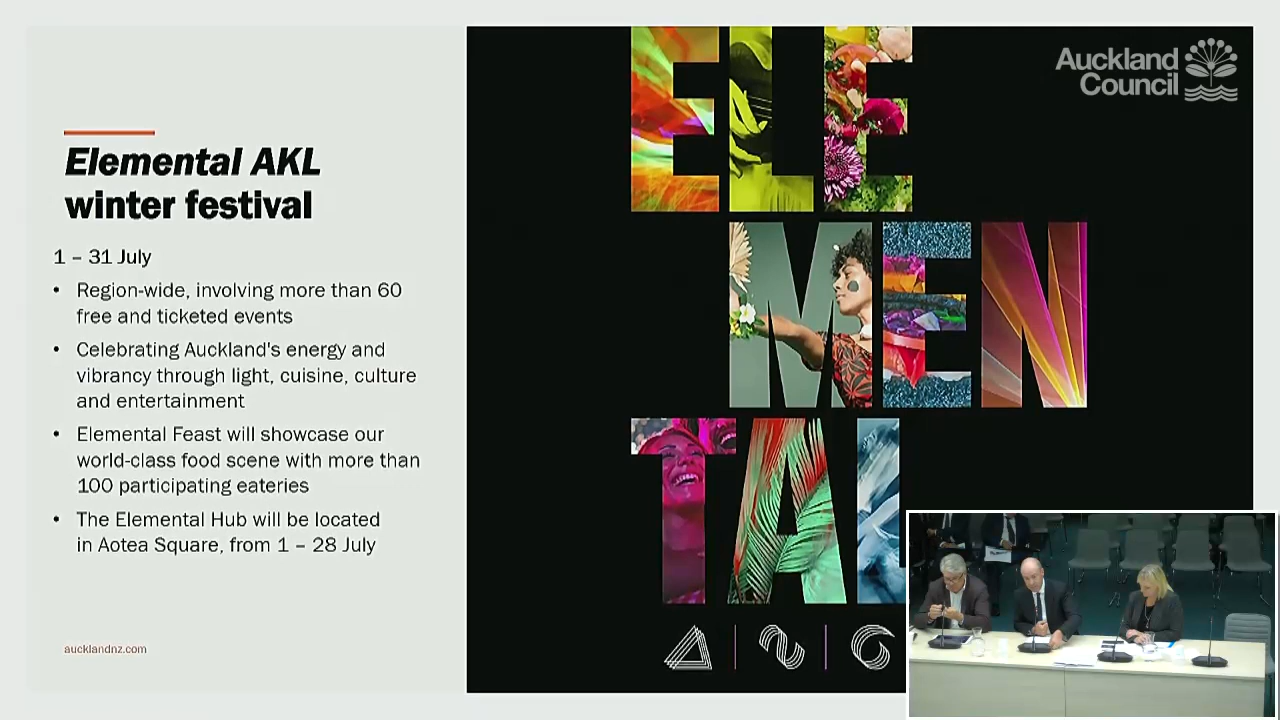 Elemental AKL
winter festival
1 – 31 July
• Region-wide, involving more than 60
free and ticketed events
• Celebrating Auckland's energy and
vibrancy through light, cuisine, culture
and entertainment
• Elemental Feast will showcase our
world-class food scene with more than
100 participating eateries
• The Elemental Hub will be located
in Aotea Square, from 1 – 28 July
aucklandnz.com
ELE
MEN
TAL
Auckland
Council